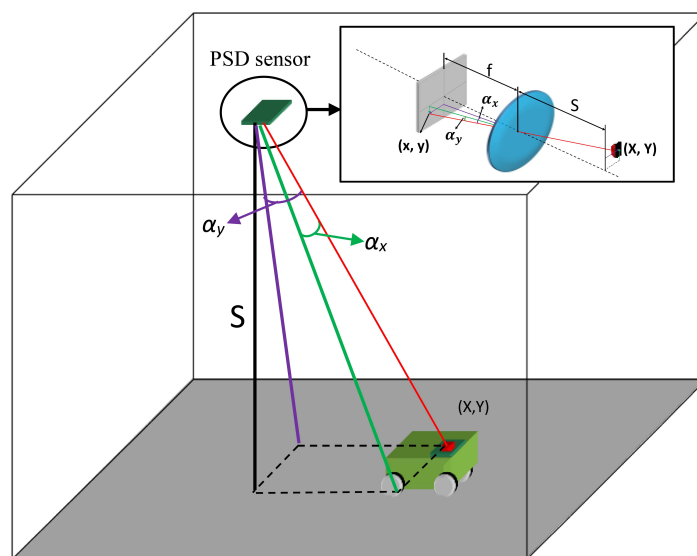 PSD sensor
f
S
αx
αy
(x, y)
(X, Y)
αy
αx
S
(X,Y)